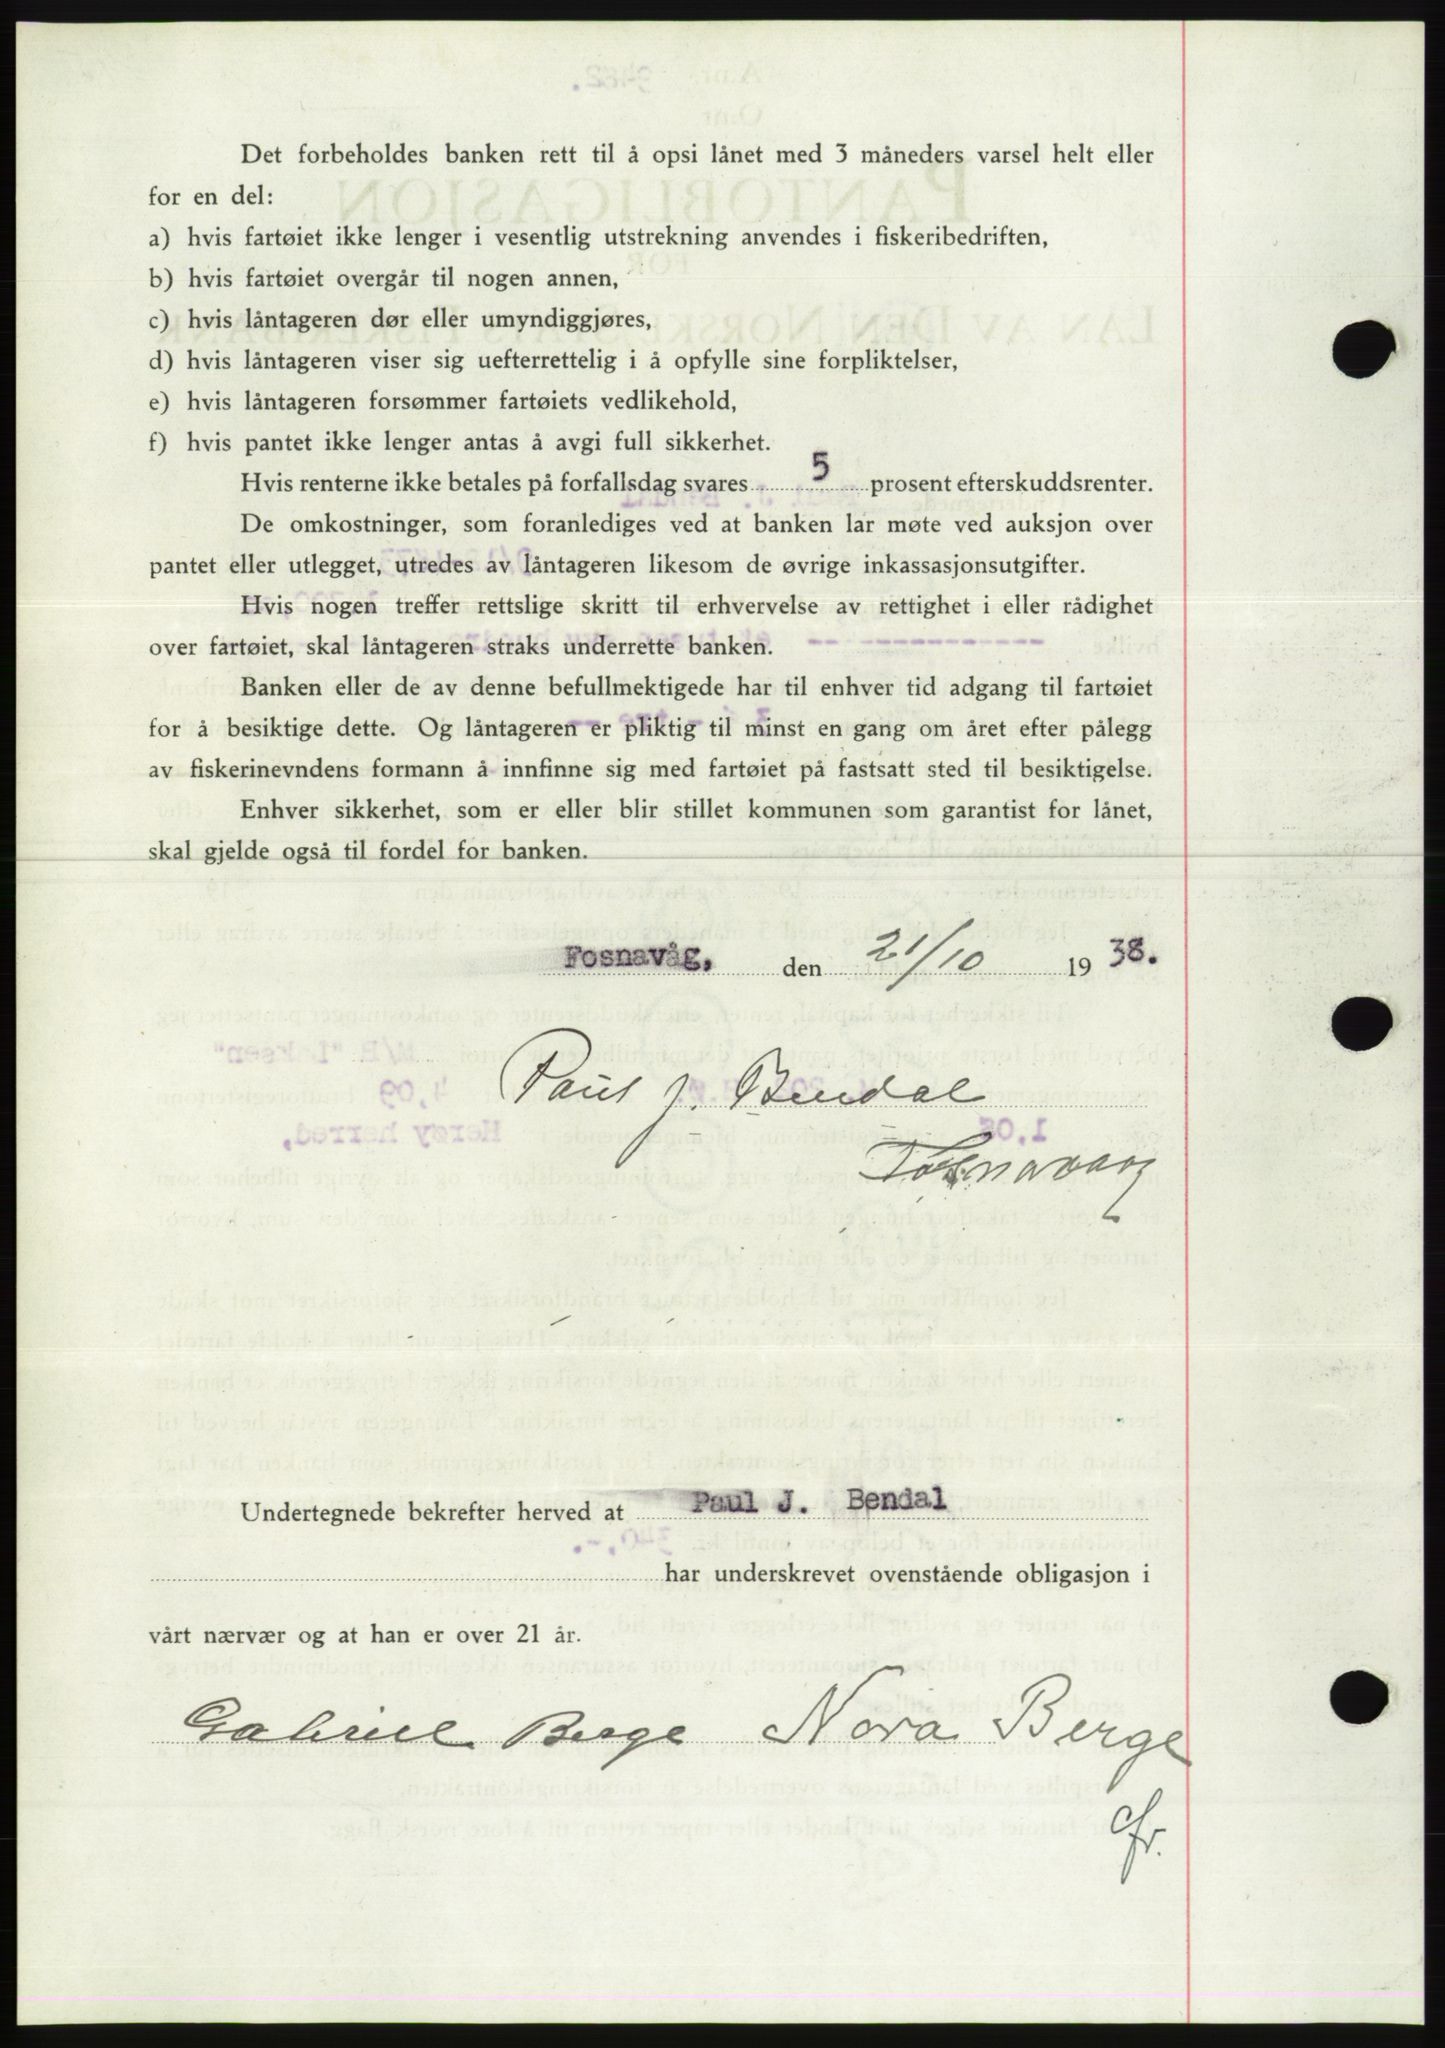 Det forbeholdes banken rett til å opsi lånet med 3 måneders varsel helt eller
for en del:
a) hvis fartøiet ikke lenger i vesentlig utstrekning anvendes i fiskeribedriften,
b) hvis fartøiet overgår til nogen annen,
c) hvis låntageren dør eller umyndiggjøres,
d) hvis låntageren viser sig uefterrettelig i å opfylle sine forpliktelser,
e) hvis låntageren forsømmer fartøiets vedlikehold,
f) hvis pantet ikke lenger antas å avgi full sikkerhet.
Hvis renterne ikke betales på forfallsdag svares 5 prosent efterskuddsrenter.
De omkostninger, som foranlediges ved at banken lar møte ved auksjon over
pantet eller utlegget, utredes av låntageren likesom de øvrige inkassasjonsutgifter.
Hvis nogen treffer rettslige skritt til erhvervelse av rettighet i eller rådighet
over fartøiet, skal låntageren straks underrette banken.
Banken eller de av denne befullmektigede har til enhver tid adgang til fartøiet
for å besiktige dette. Og låntageren er pliktig til minst en gang om året efter pålegg
av fiskerinevndens formann å innfinne sig med fartøiet på fastsatt sted til besiktigelse.
Enhver sikkerhet, som er eller blir stillet kommunen som garantist for lånet,
skal gjelde også til fordel for banken.
Fosnavåg, den 21/10 1938.
Paul J. Bendal
Fosnavaag
Undertegnede bekrefter herved at Paul J. Bendal
har underskrevet ovenstående obligasjon i
vårt nærvær og at han er over 21 år.
Gabriel Berge Nora Berge
cfr.